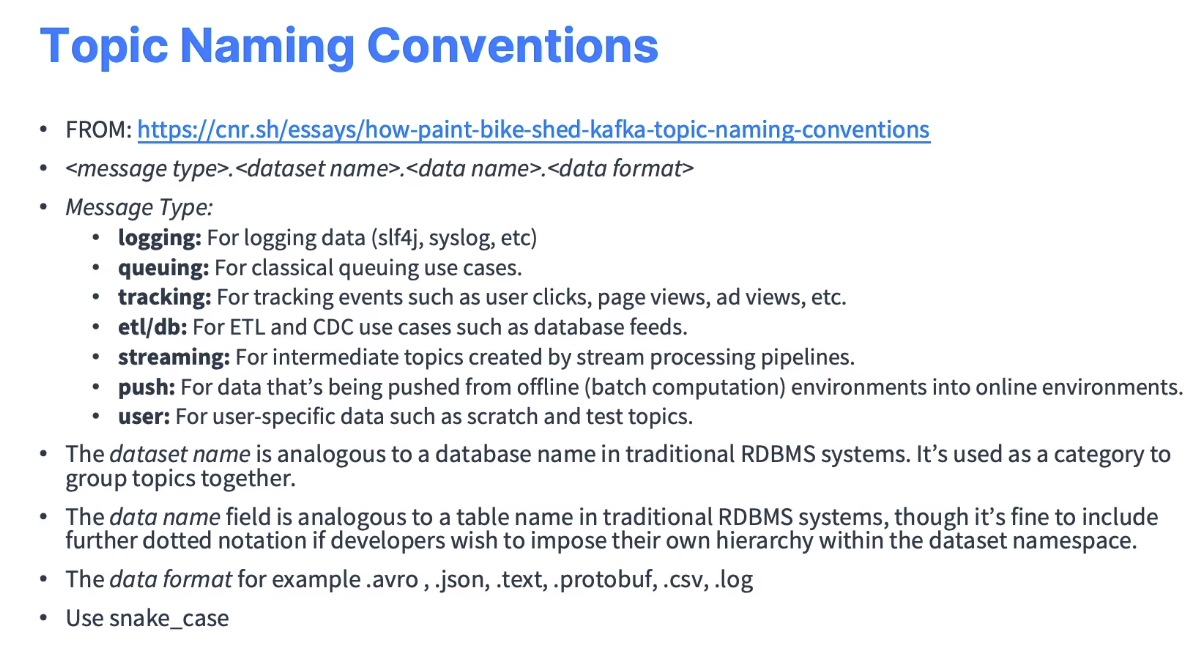 Topic Naming Conventions
• FROM: https://cnr.sh/essays/how-paint-bike-shed-kafka-topic-naming-conventions
• <message type>.<dataset name>.<data name>.<data format>
• Message Type:
• logging: For logging data (slf4j, syslog, etc)
• queuing: For classical queuing use cases.
• tracking: For tracking events such as user clicks, page views, ad views, etc.
• etl/db: For ETL and CDC use cases such as database feeds.
• streaming: For intermediate topics created by stream processing pipelines.
• push: For data that’s being pushed from offline (batch computation) environments into online environments.
• user: For user-specific data such as scratch and test topics.
• The dataset name is analogous to a database name in traditional RDBMS systems. It’s used as a category to
group topics together.
• The data name field is analogous to a table name in traditional RDBMS systems, though it’s fine to include
further dotted notation if developers wish to impose their own hierarchy within the dataset namespace.
• The data format for example .avro , .json, .text, .protobuf, .csv, .log
• Use snake_case